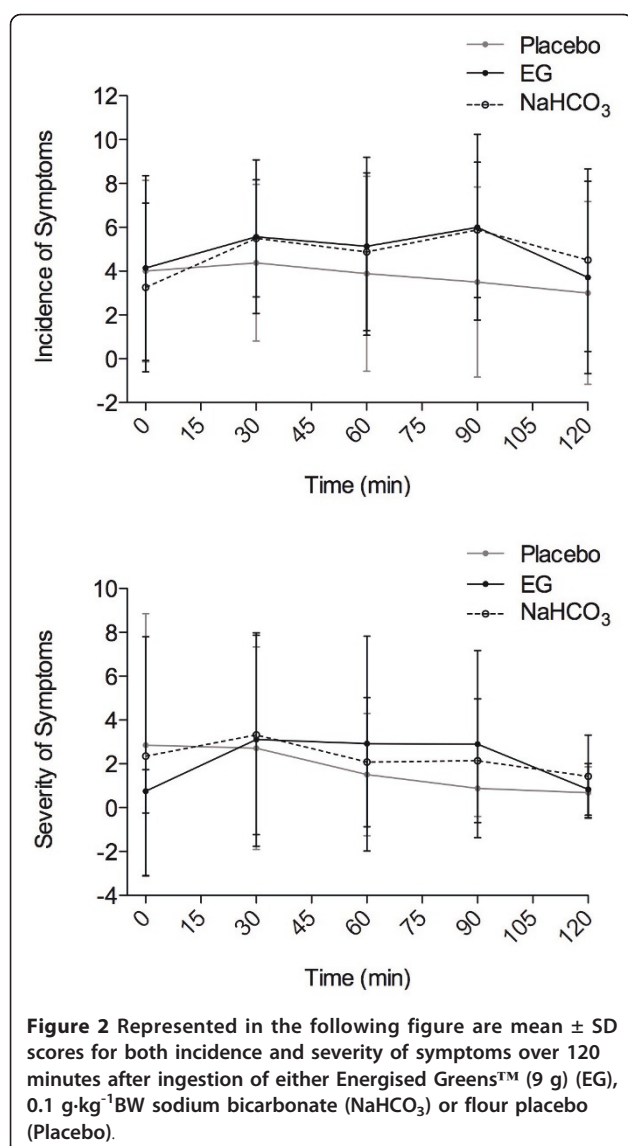 Placebo
EG
NaHCO₃
12
10
8
6
4
2
0
-2
Incidence of Symptoms
0 15 30 45 60 75 90 105 120
Time (min)
Placebo
EG
NaHCO₃
10
8
6
4
2
0
-2
-4
Severity of Symptoms
0 15 30 45 60 75 90 105 120
Time (min)
Figure 2 Represented in the following figure are mean ± SD
scores for both incidence and severity of symptoms over 120
minutes after ingestion of either Energised Greens™ (9 g) (EG),
0.1 g·kg⁻¹BW sodium bicarbonate (NaHCO₃) or flour placebo
(Placebo).